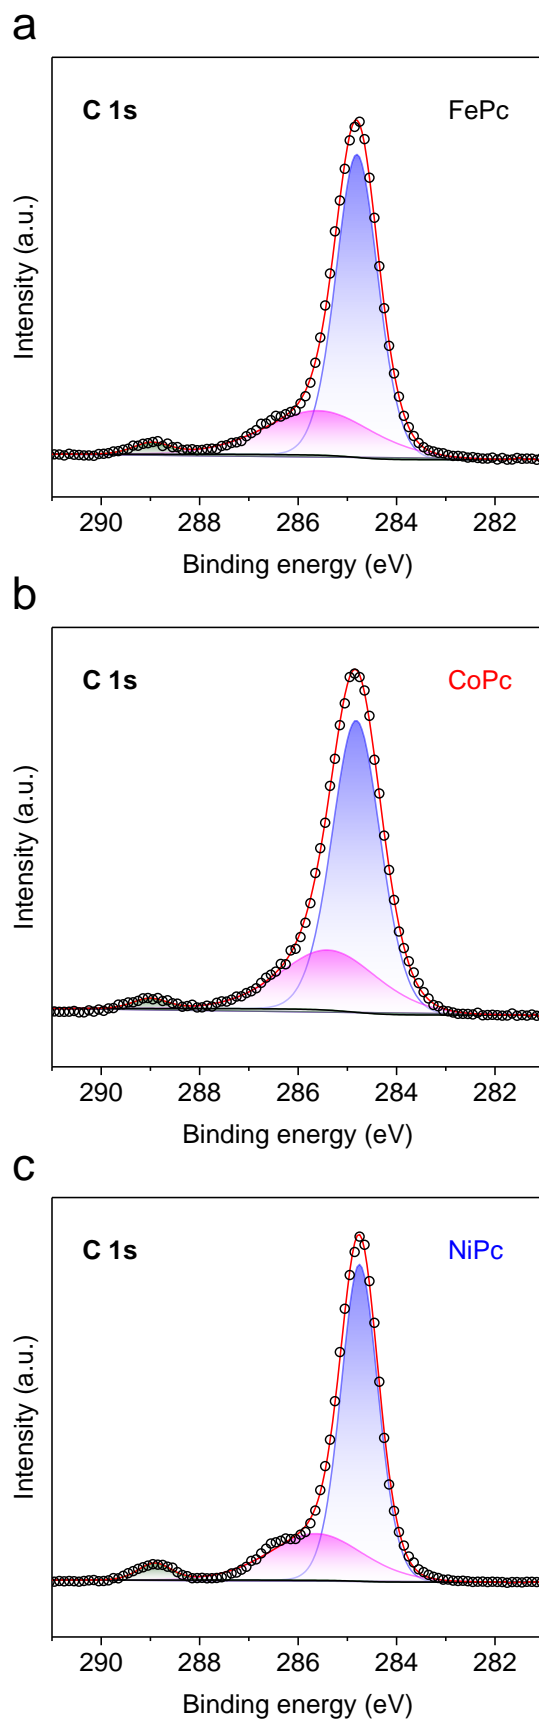 a
C 1s
FePc
Intensity (a.u.)
290 288 286 284 282
Binding energy (eV)
b
C 1s
CoPc
Intensity (a.u.)
290 288 286 284 282
Binding energy (eV)
c
C 1s
NiPc
Intensity (a.u.)
290 288 286 284 282
Binding energy (eV)